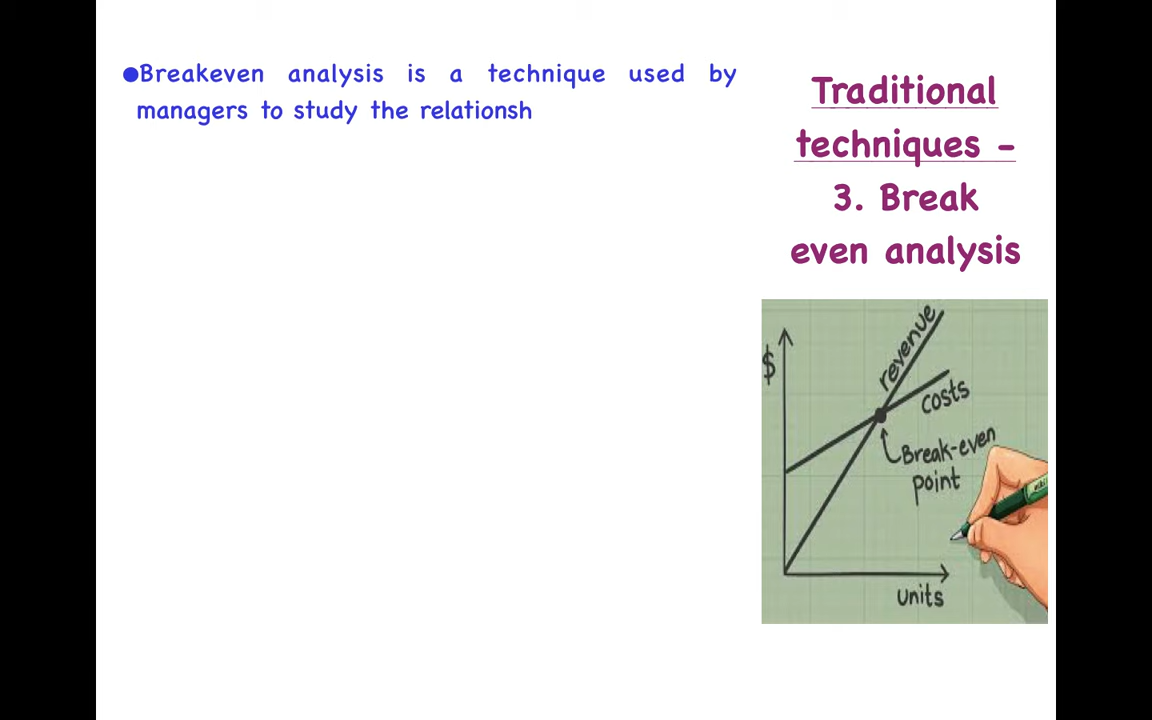 ●Breakeven analysis is a technique used by
managers to study the relationsh
Traditional
techniques -
3. Break
even analysis
$
revenue
costs
Break-even
point
units